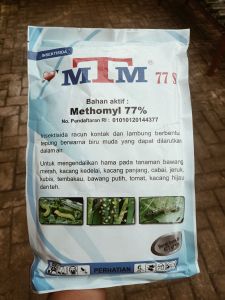 INSEKTISIDA
MTM 77 S
Bahan aktif :
Methomyl 77%
No. Pendaftaran RI : 01010120144377
Insektisida racun kontak dan lambung berbentuk
tepung berwarna biru muda yang dapat dilarutkan
dalam air.
Untuk mengendalikan hama pada tanaman bawang
merah, kacang kedelai, kacang panjang, cabai, jeruk,
kubis, tembakau, bawang putih, tomat, kacang hijau
dan teh.
PERHATIAN